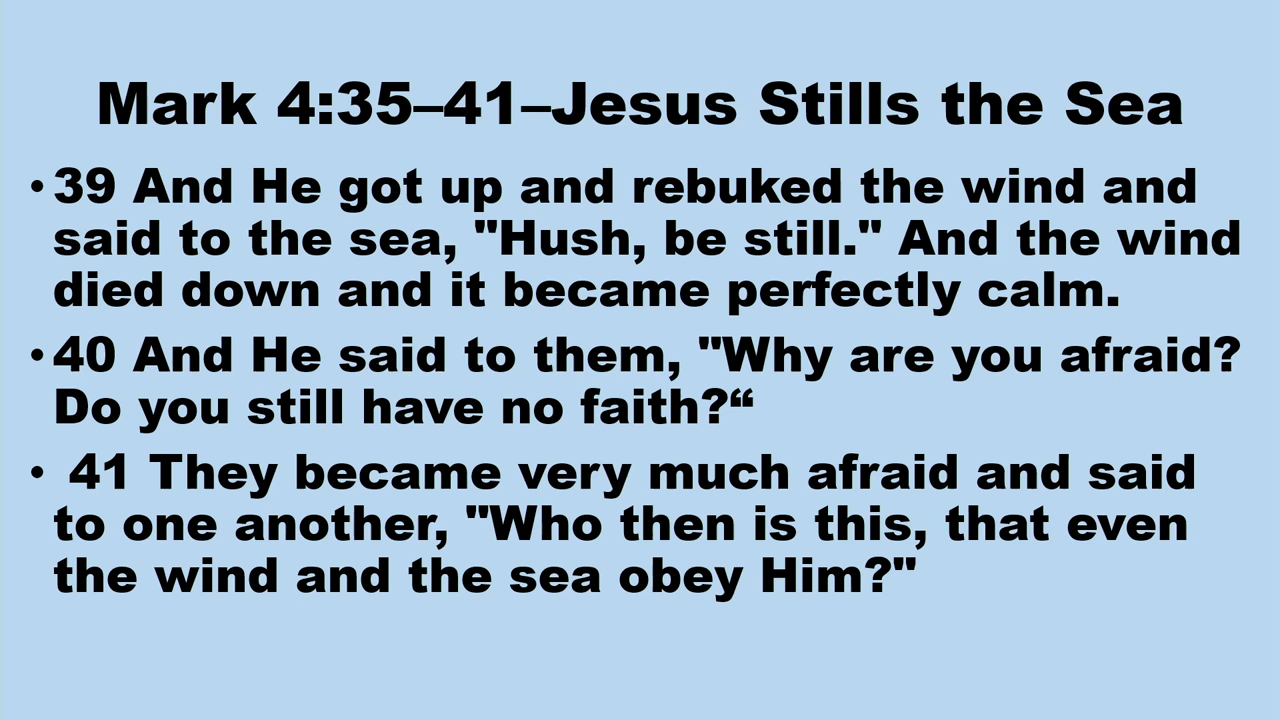 Mark 4:35–41–Jesus Stills the Sea
•39 And He got up and rebuked the wind and
said to the sea, "Hush, be still." And the wind
died down and it became perfectly calm.
•40 And He said to them, "Why are you afraid?
Do you still have no faith?“
• 41 They became very much afraid and said
to one another, "Who then is this, that even
the wind and the sea obey Him?"